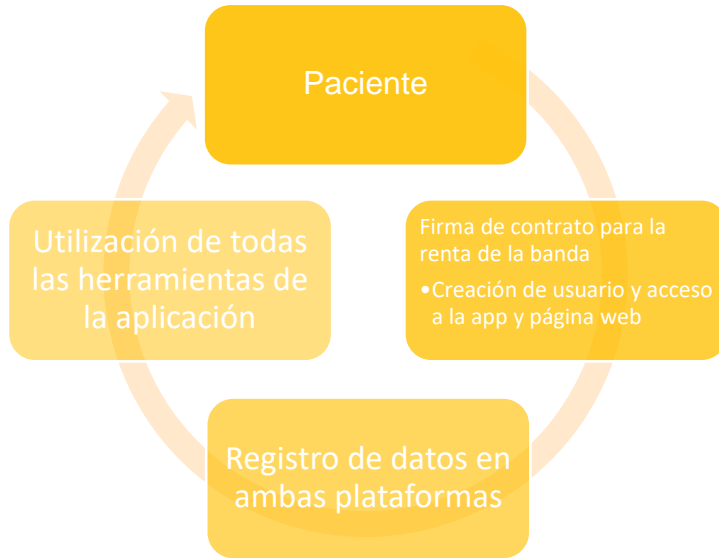 Paciente
Firma de contrato para la
renta de la banda
•Creación de usuario y acceso
a la app y página web
Registro de datos en
ambas plataformas
Utilización de todas
las herramientas de
la aplicación